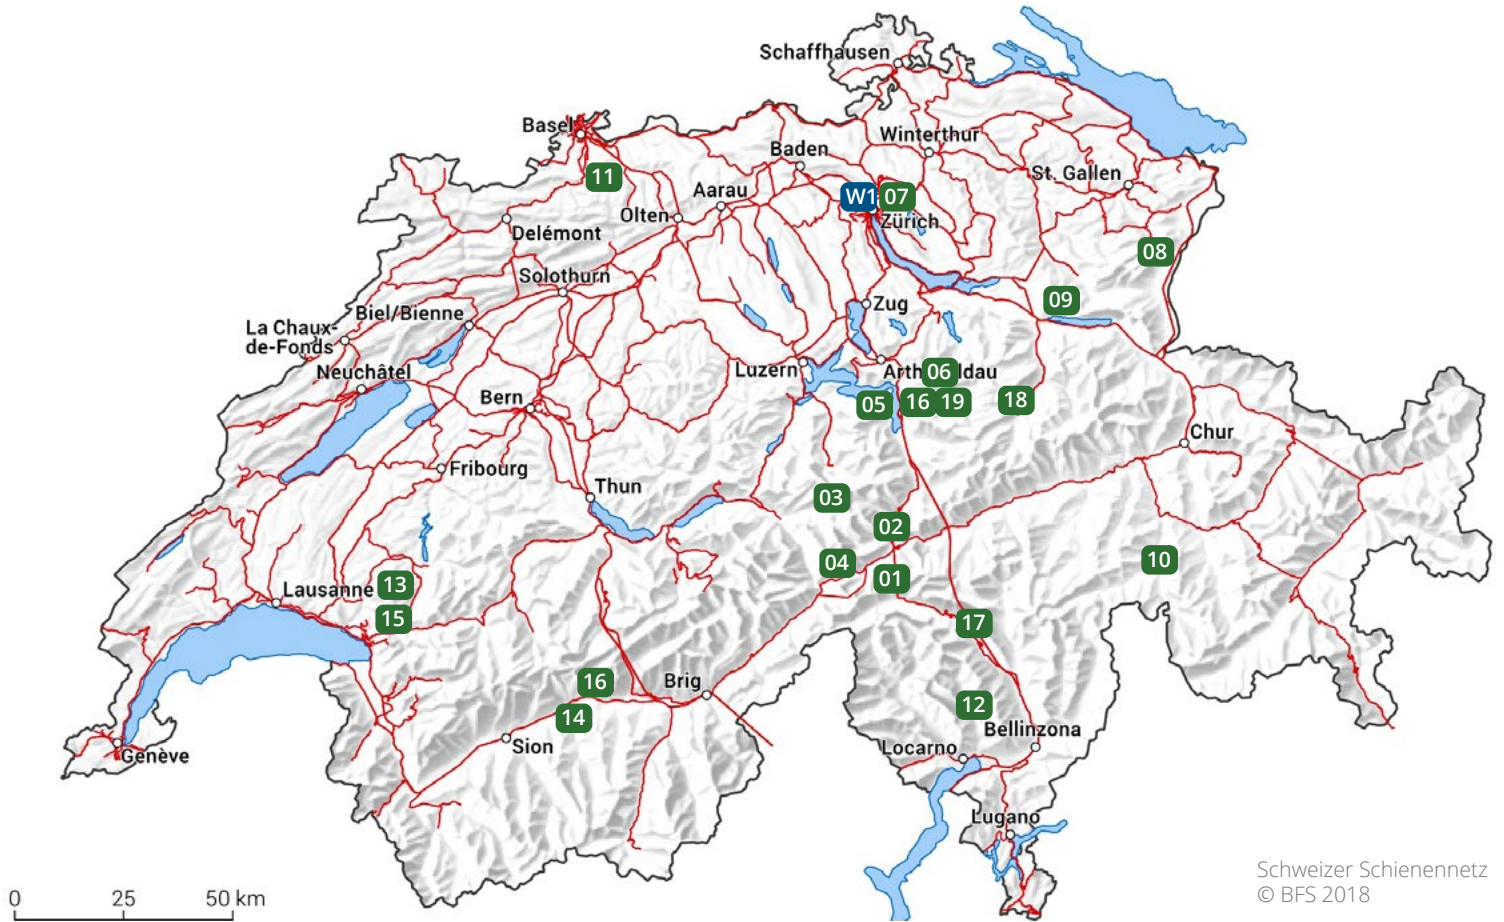 Schaffhausen
Basel
Winterthur
Baden
11
Aarau
St. Gallen
W1
07
Olten
Zürich
Delémont
08
Solothurn
09
Zug
Biel/Bienne
La Chaux-
de-Fonds
Neuchâtel
Luzern
06
Bern
05
16
19
18
Chur
Fribourg
Thun
03
02
04
01
10
Lausanne
13
15
17
16
Brig
14
12
Bellinzona
Sion
Locarno
Genève
Lugano
Schweizer Schienennetz
© BFS 2018
0 25 50 km